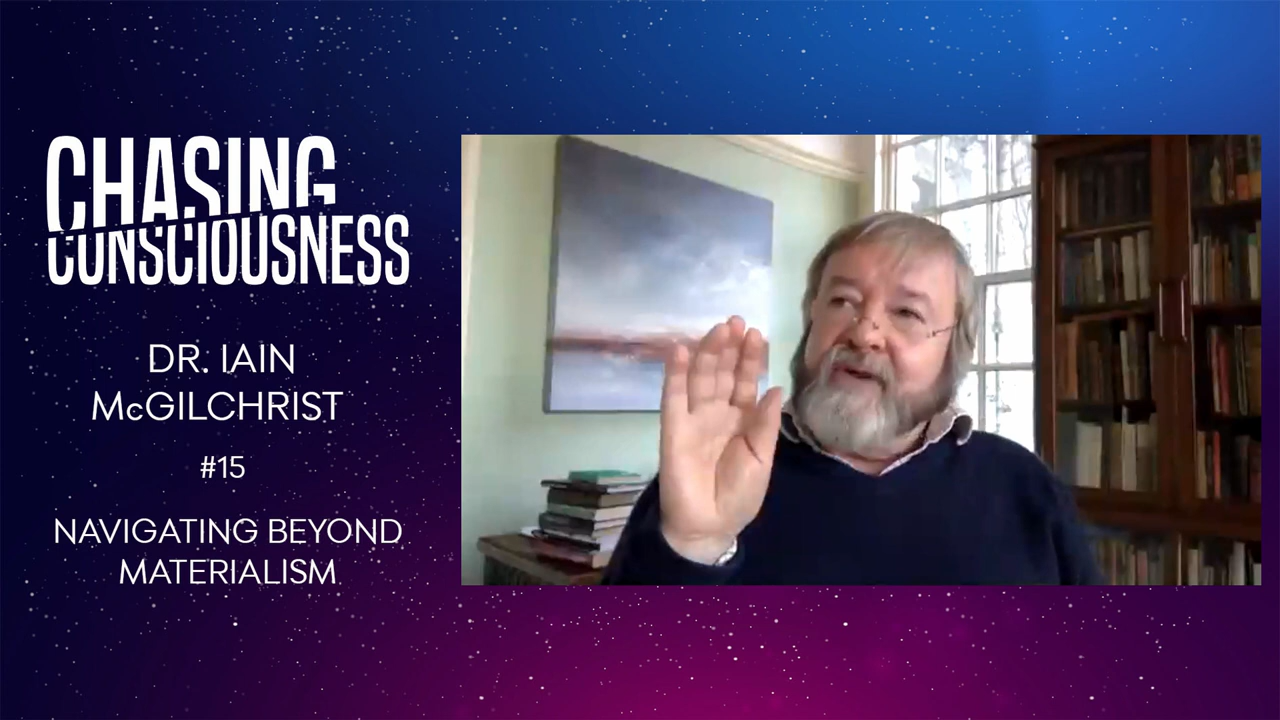 CHASING
CONSCIOUSNESS
DR. IAIN
McGILCHRIST
#15
NAVIGATING BEYOND
MATERIALISM